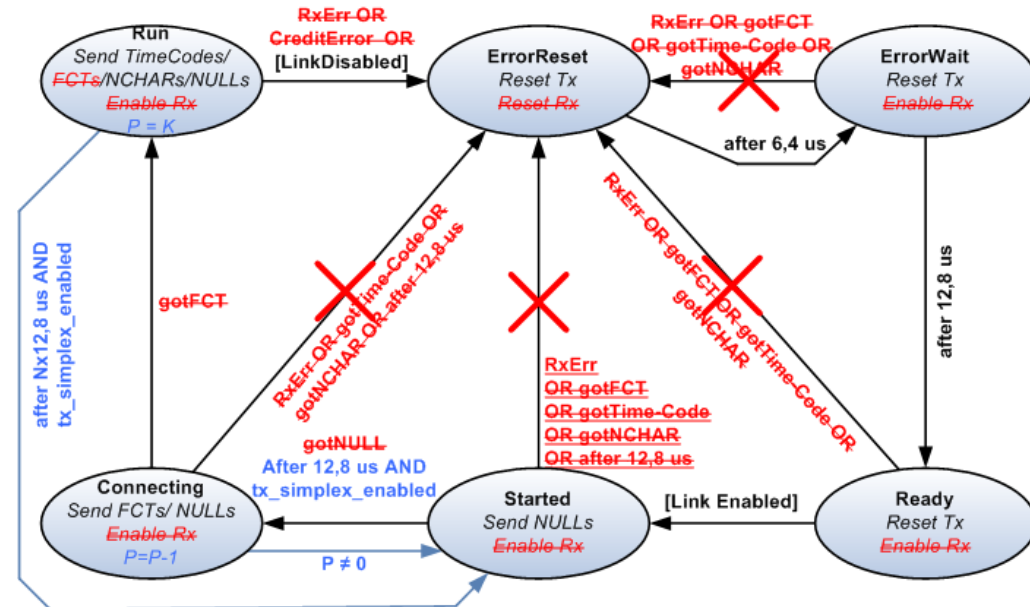 Run
Send TimeCodes/
FCTs/NCHARs/NULLs
Enable Rx
P = K
RxErr OR
CreditError OR
[LinkDisabled]
ErrorReset
Reset Tx
Reset Rx
RxErr OR gotFCT
OR gotTime-Code OR
gotNCHAR
ErrorWait
Reset Tx
Enable Rx
after 6,4 us
after Nx12,8 us AND
tx_simplex_enabled
gotFCT
RxErr OR gotTime-Code OR
gotNCHAR OR after 12,8 us
RxErr OR gotFCT OR gotTime-Code OR
gotNCHAR
after 12,8 us
RxErr
OR gotFCT
OR gotTime-Code
OR gotNCHAR
OR after 12,8 us
gotNULL
After 12,8 us AND
tx_simplex_enabled
Connecting
Send FCTs/ NULLs
Enable Rx
P=P-1
P ≠ 0
Started
Send NULLs
Enable Rx
[Link Enabled]
Ready
Reset Tx
Enable Rx